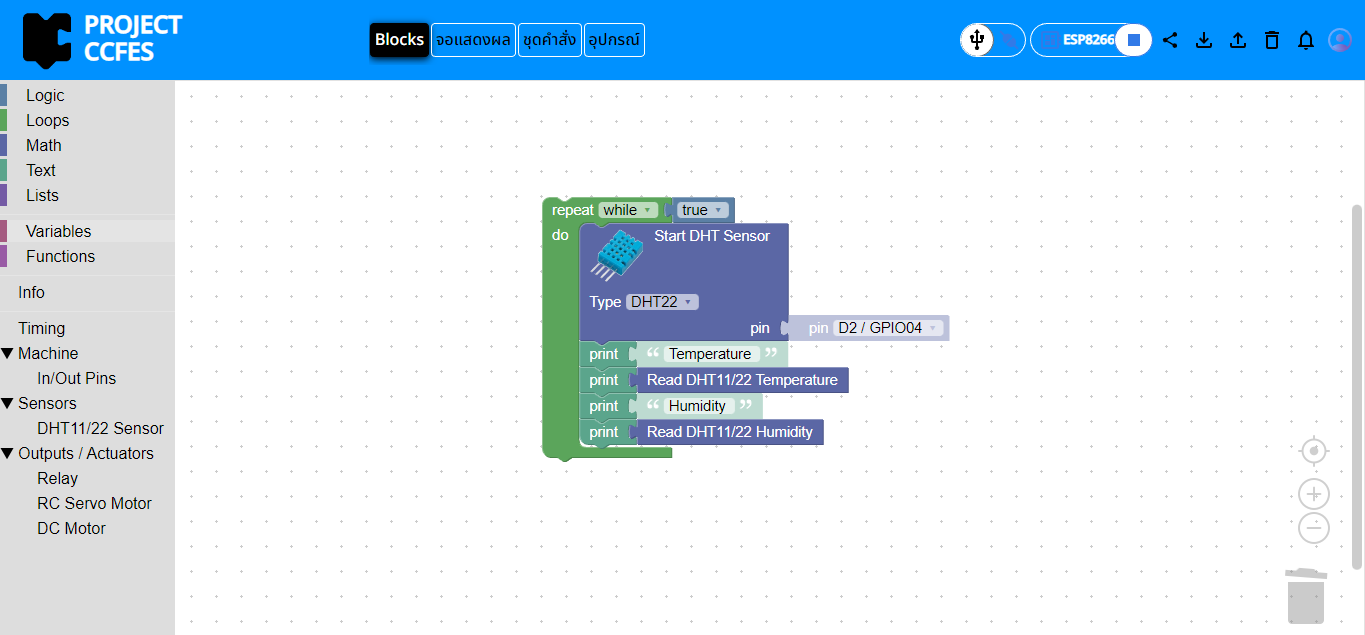 PROJECT
CCFES
Blocks
จอแสดงผล
ชุดคำสั่ง
อุปกรณ์
ESP8266
Logic
Loops
Math
Text
Lists
Variables
Functions
Info
Timing
Machine
In/Out Pins
Sensors
DHT11/22 Sensor
Outputs / Actuators
Relay
RC Servo Motor
DC Motor
repeat while true
do Start DHT Sensor
Type DHT22
pin pin D2 / GPIO04
print “ Temperature ”
print Read DHT11/22 Temperature
print “ Humidity ”
print Read DHT11/22 Humidity